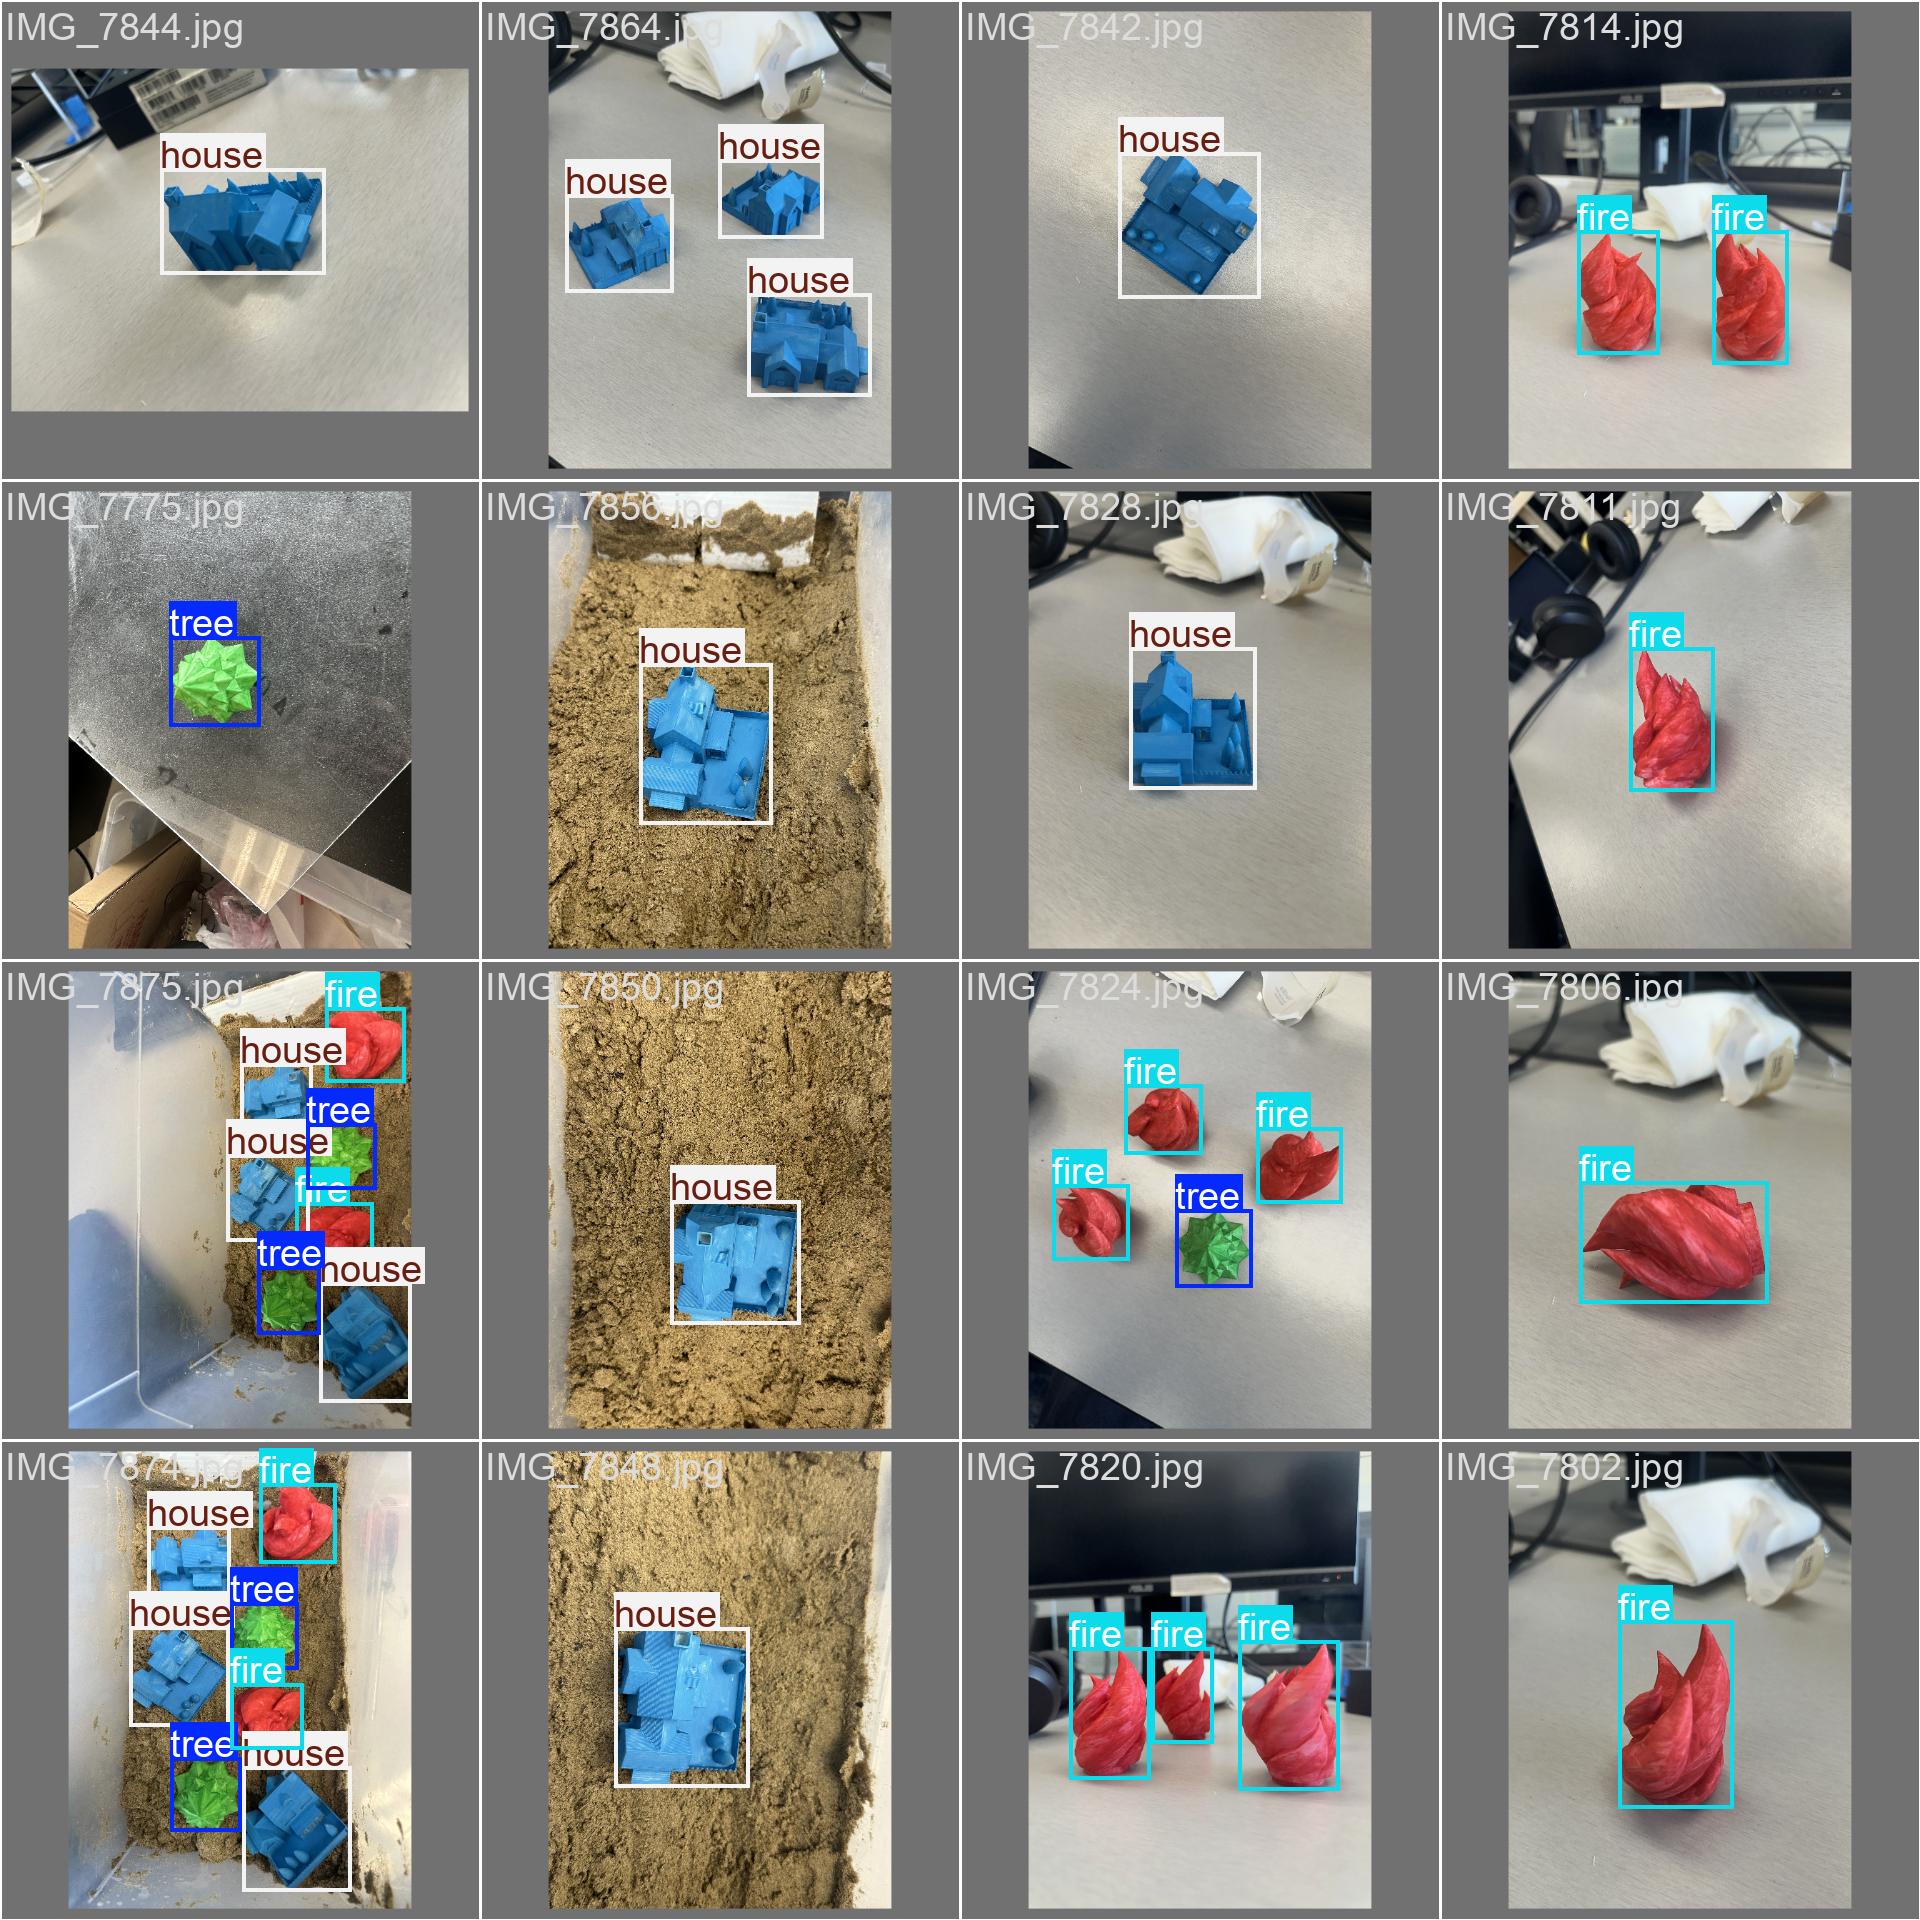 IMG_7844.jpg
house
IMG_7864.jpg
house
house
house
IMG_7842.jpg
house
IMG_7814.jpg
fire
fire
IMG_7775.jpg
tree
IMG_7856.jpg
house
IMG_7828.jpg
house
IMG_7811.jpg
fire
IMG_7875.jpg
fire
house
tree
house
fire
tree
house
IMG_7850.jpg
house
IMG_7824.jpg
fire
fire
fire
tree
IMG_7806.jpg
fire
IMG_7874.jpg
fire
house
tree
house
fire
tree
house
IMG_7848.jpg
house
IMG_7820.jpg
fire
fire
fire
IMG_7802.jpg
fire